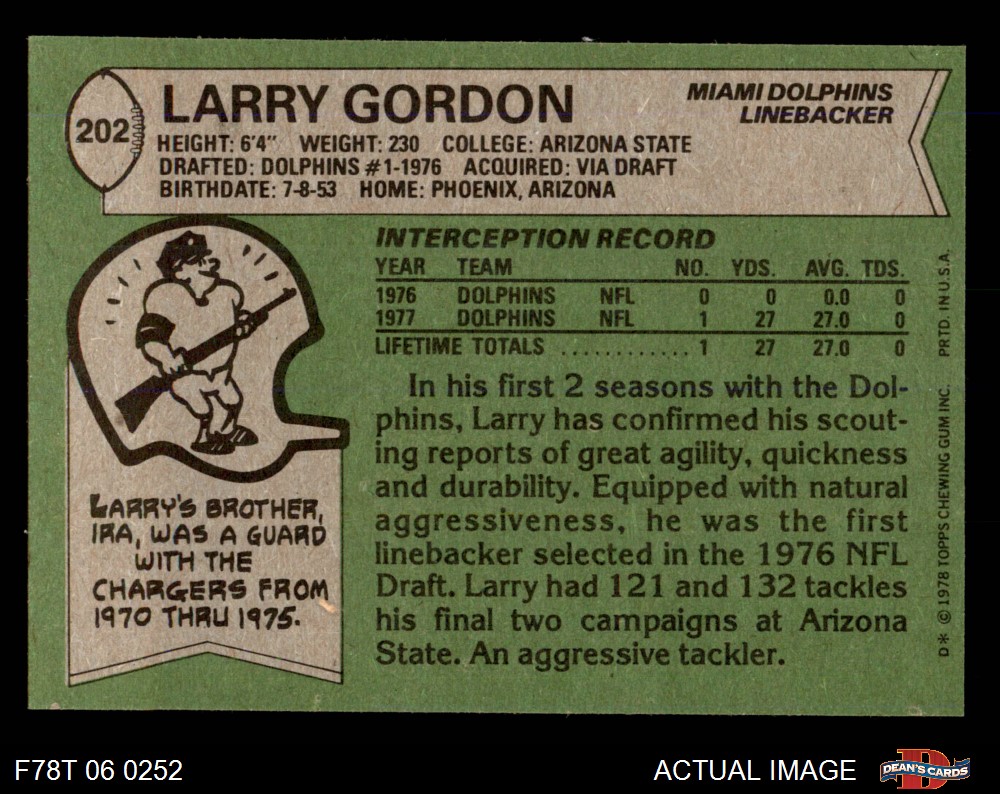 202
LARRY GORDON
MIAMI DOLPHINS
LINEBACKER
HEIGHT: 6'4" WEIGHT: 230 COLLEGE: ARIZONA STATE
DRAFTED: DOLPHINS #1-1976 ACQUIRED: VIA DRAFT
BIRTHDATE: 7-8-53 HOME: PHOENIX, ARIZONA
INTERCEPTION RECORD
YEAR TEAM NO. YDS. AVG. TDS.
1976 DOLPHINS NFL 0 0 0.0 0
1977 DOLPHINS NFL 1 27 27.0 0
LIFETIME TOTALS ............ 1 27 27.0 0
In his first 2 seasons with the Dol-
phins, Larry has confirmed his scout-
ing reports of great agility, quickness
and durability. Equipped with natural
aggressiveness, he was the first
linebacker selected in the 1976 NFL
Draft. Larry had 121 and 132 tackles
his final two campaigns at Arizona
State. An aggressive tackler.
LARRY'S BROTHER,
IRA, WAS A GUARD
WITH THE
CHARGERS FROM
1970 THRU 1975.
D* © 1978 TOPPS CHEWING GUM INC. PRTD. IN U.S.A.
F78T 06 0252
ACTUAL IMAGE
D
DEAN'S CARDS